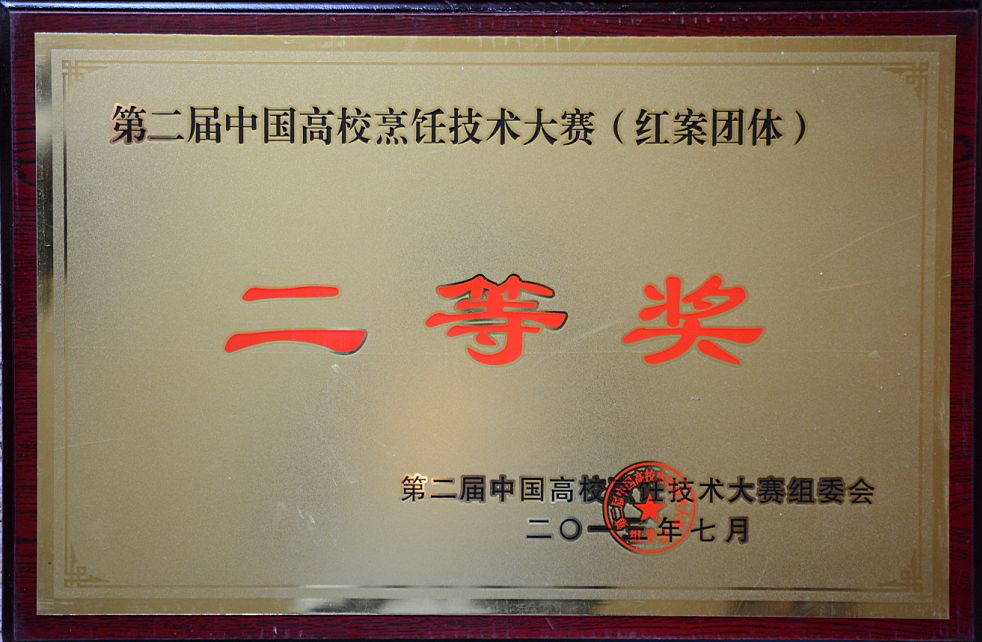 第二届中国高校烹饪技术大赛（红案团体）
二等奖
第二届中国高校烹饪技术大赛组委会
二〇一三年七月